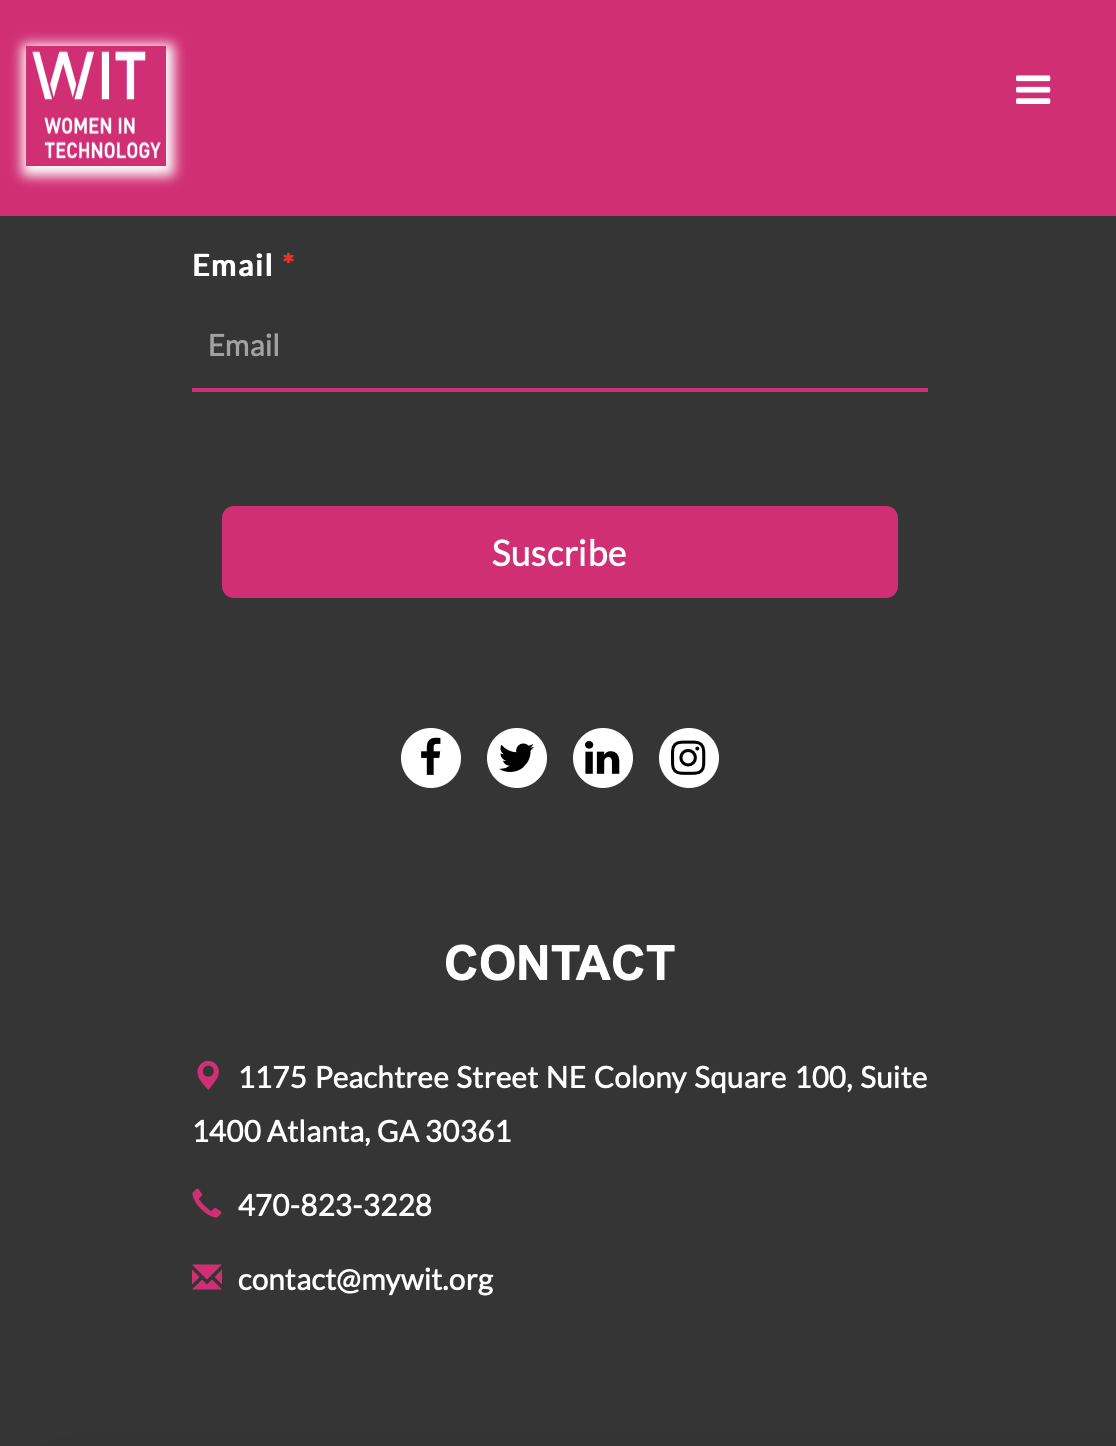 WIT
WOMEN IN
TECHNOLOGY
Email *
Email
Suscribe
CONTACT
1175 Peachtree Street NE Colony Square 100, Suite
1400 Atlanta, GA 30361
470-823-3228
contact@mywit.org